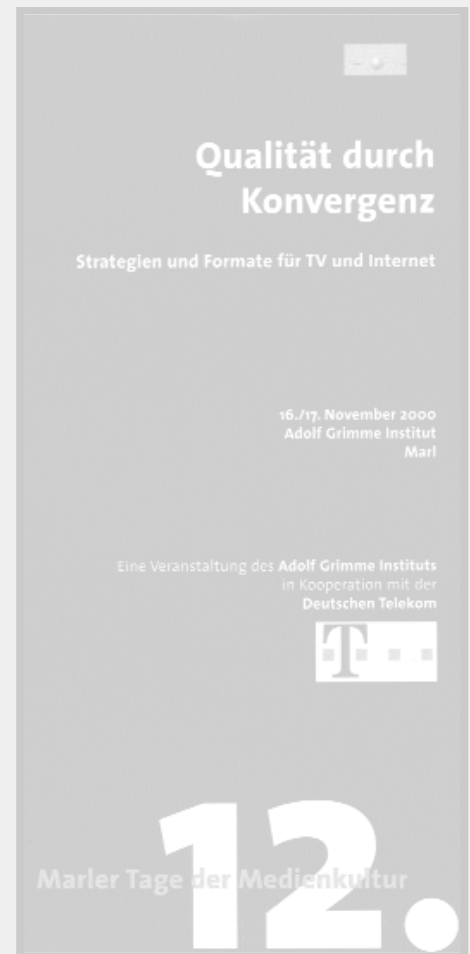 Qualität durch
Konvergenz
Strategien und Formate für TV und Internet
16./17. November 2000
Adolf Grimme Institut
Marl
Eine Veranstaltung des Adolf Grimme Instituts
in Kooperation mit der
Deutschen Telekom
T
12.
Marler Tage der Medienkultur